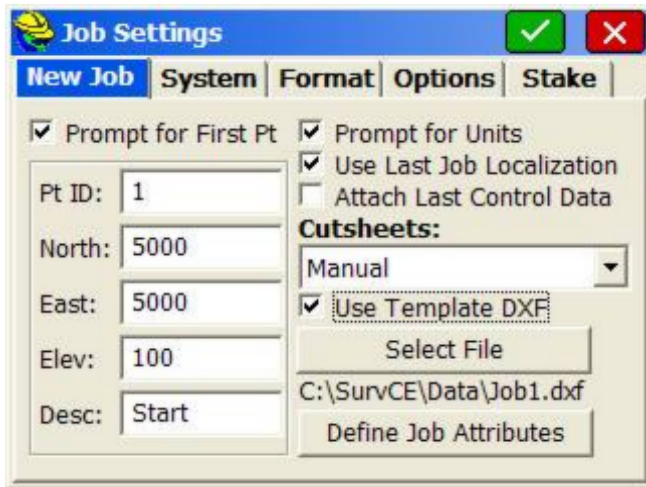 Job Settings
New Job System Format Options Stake
Prompt for First Pt
Pt ID: 1
North: 5000
East: 5000
Elev: 100
Desc: Start
Prompt for Units
Use Last Job Localization
Attach Last Control Data
Cutsheets:
Manual
Use Template DXF
Select File
C:\SurvCE\Data\Job1.dxf
Define Job Attributes